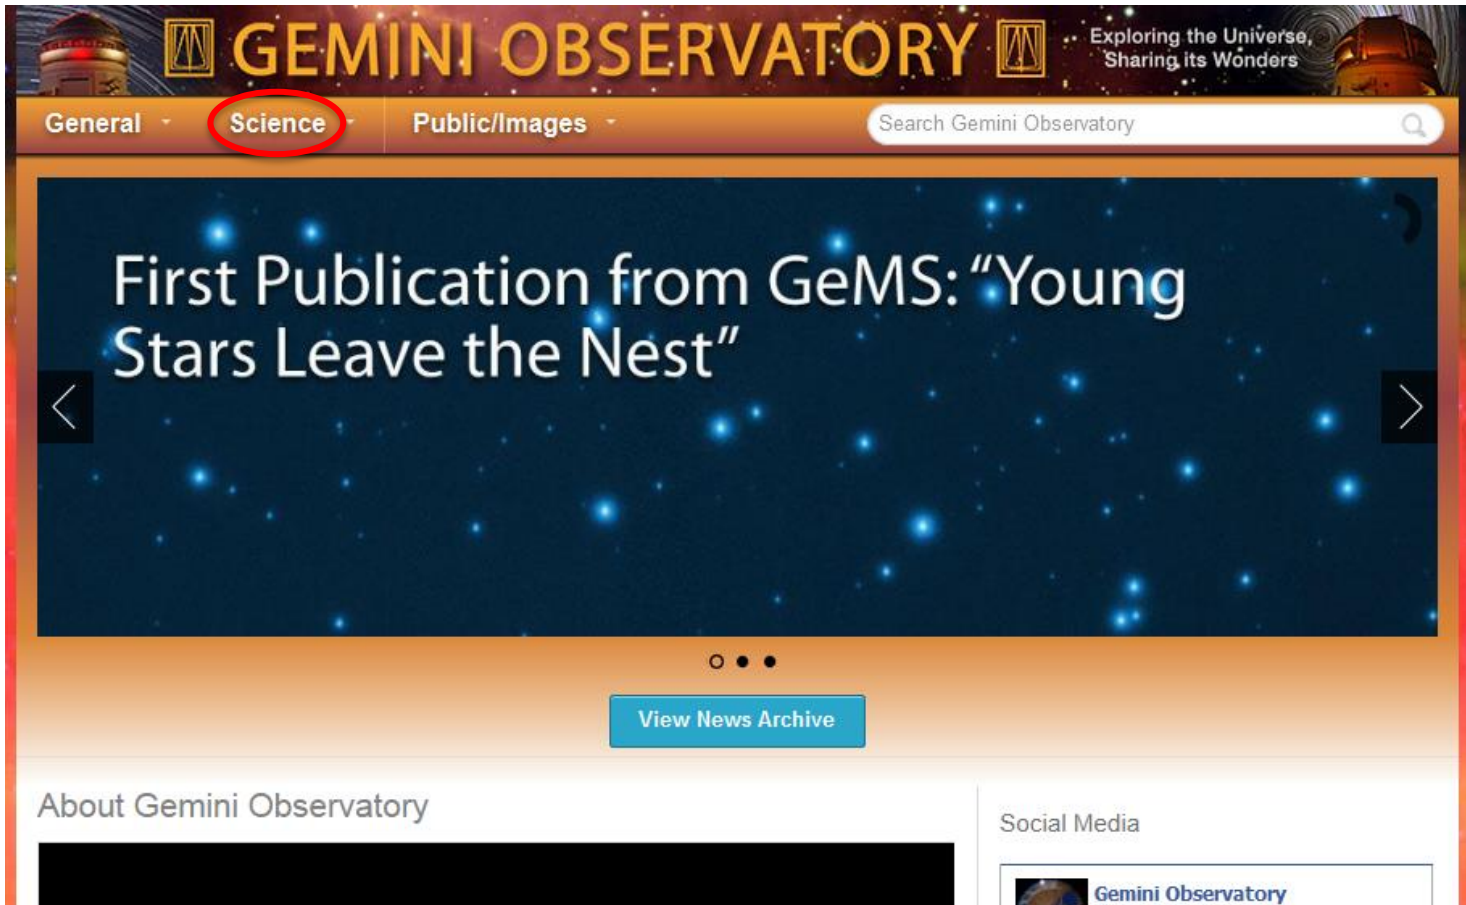 GEMINI OBSERVATORY
Exploring the Universe,
Sharing its Wonders
General
Science
Public/Images
Search Gemini Observatory
First Publication from GeMS: “Young
Stars Leave the Nest”
View News Archive
About Gemini Observatory
Social Media
Gemini Observatory